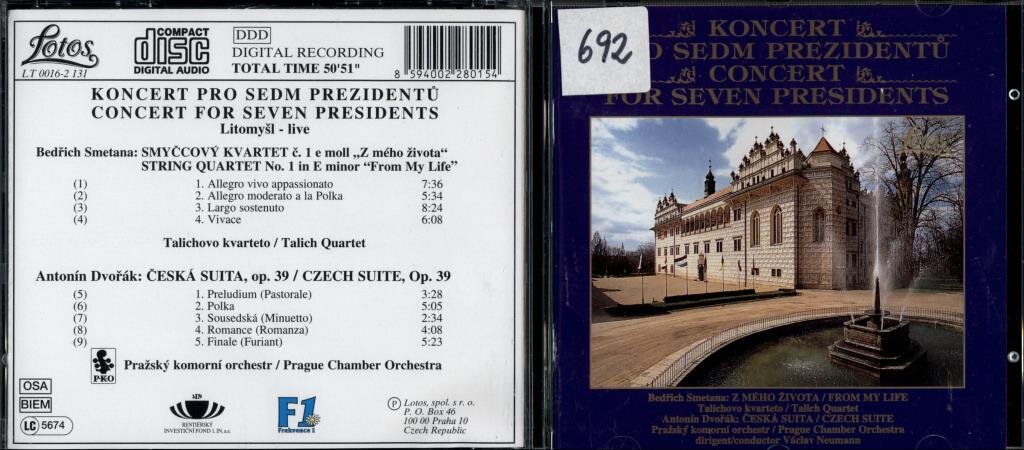 Lotos
LT 0016-2 131
COMPACT
disc
DIGITAL AUDIO
DDD
DIGITAL RECORDING
TOTAL TIME 50'51"
8 594002 280154
KONCERT PRO SEDM PREZIDENTŮ
CONCERT FOR SEVEN PRESIDENTS
Litomyšl - live
Bedřich Smetana: SMYČCOVÝ KVARTET č. 1 e moll „Z mého života“
STRING QUARTET No. 1 in E minor “From My Life”
(1) 1. Allegro vivo appassionato 7:36
(2) 2. Allegro moderato a la Polka 5:34
(3) 3. Largo sostenuto 8:24
(4) 4. Vivace 6:08
Talichovo kvarteto / Talich Quartet
Antonín Dvořák: ČESKÁ SUITA, op. 39 / CZECH SUITE, Op. 39
(5) 1. Preludium (Pastorale) 3:28
(6) 2. Polka 5:05
(7) 3. Sousedská (Minuetto) 2:34
(8) 4. Romance (Romanza) 4:08
(9) 5. Finale (Furiant) 5:23
PKO
Pražský komorní orchestr / Prague Chamber Orchestra
OSA
BIEM
LC 5674
RENTIÉRSKÝ
INVESTIČNÍ FOND 1. IN, a.s.
F1
Frekvence 1
P Lotos, spol. s r. o.
P. O. Box 46
100 00 Praha 10
Czech Republic
692
KONCERT
O SEDM PREZIDENTŮ
CONCERT
FOR SEVEN PRESIDENTS
Bedřich Smetana: Z MÉHO ŽIVOTA / FROM MY LIFE
Talichovo kvarteto / Talich Quartet
Antonín Dvořák: ČESKÁ SUITA / CZECH SUITE
Pražský komorní orchestr / Prague Chamber Orchestra
dirigent/conductor Václav Neumann